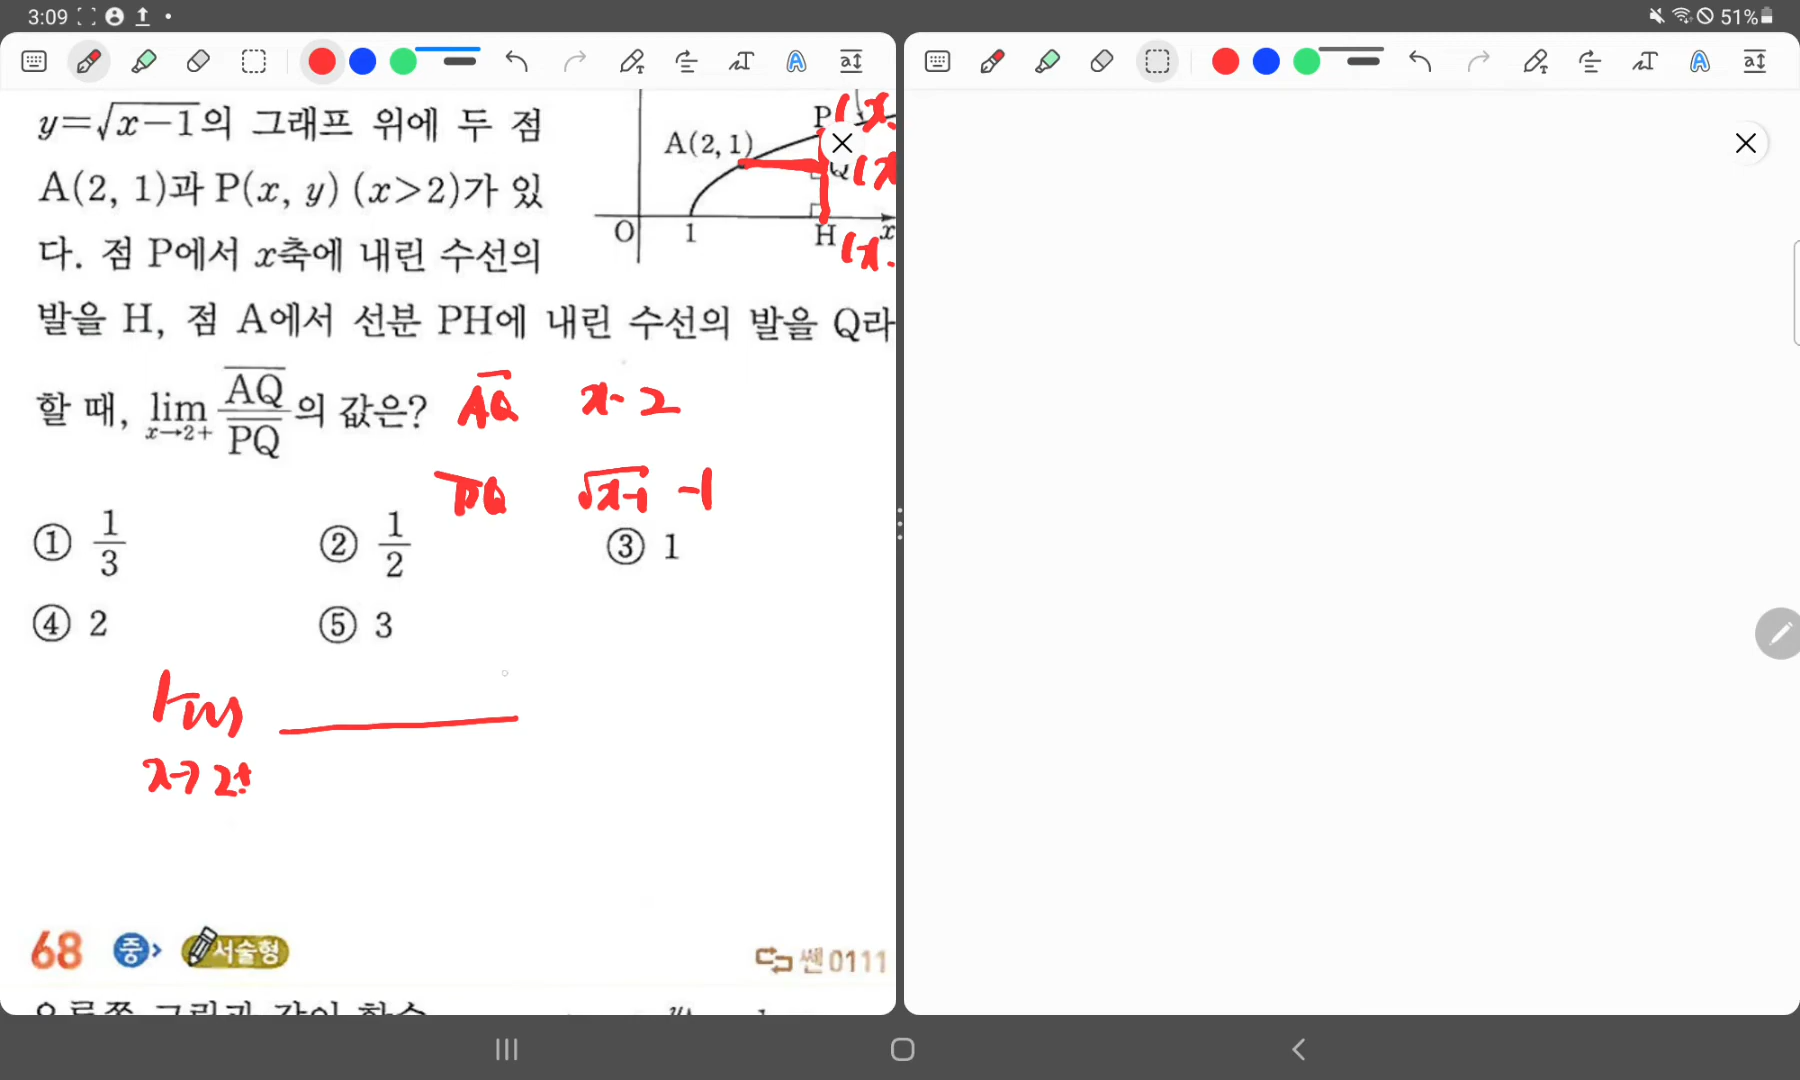 3:09
51%
y=√x−1의 그래프 위에 두 점
A(2, 1)과 P(x, y) (x>2)가 있
다. 점 P에서 x축에 내린 수선의
발을 H, 점 A에서 선분 PH에 내린 수선의 발을 Q라
A(2, 1)
P
(x.
Q
(x
O
1
H
(x.
x
할 때, lim x→2+ AQ/PQ 의 값은?
AQ x-2
PQ √x-1 -1
① 1/3 ② 1/2 ③ 1
④ 2 ⑤ 3
lim
x→2+
68 중 서술형 쎈 0111